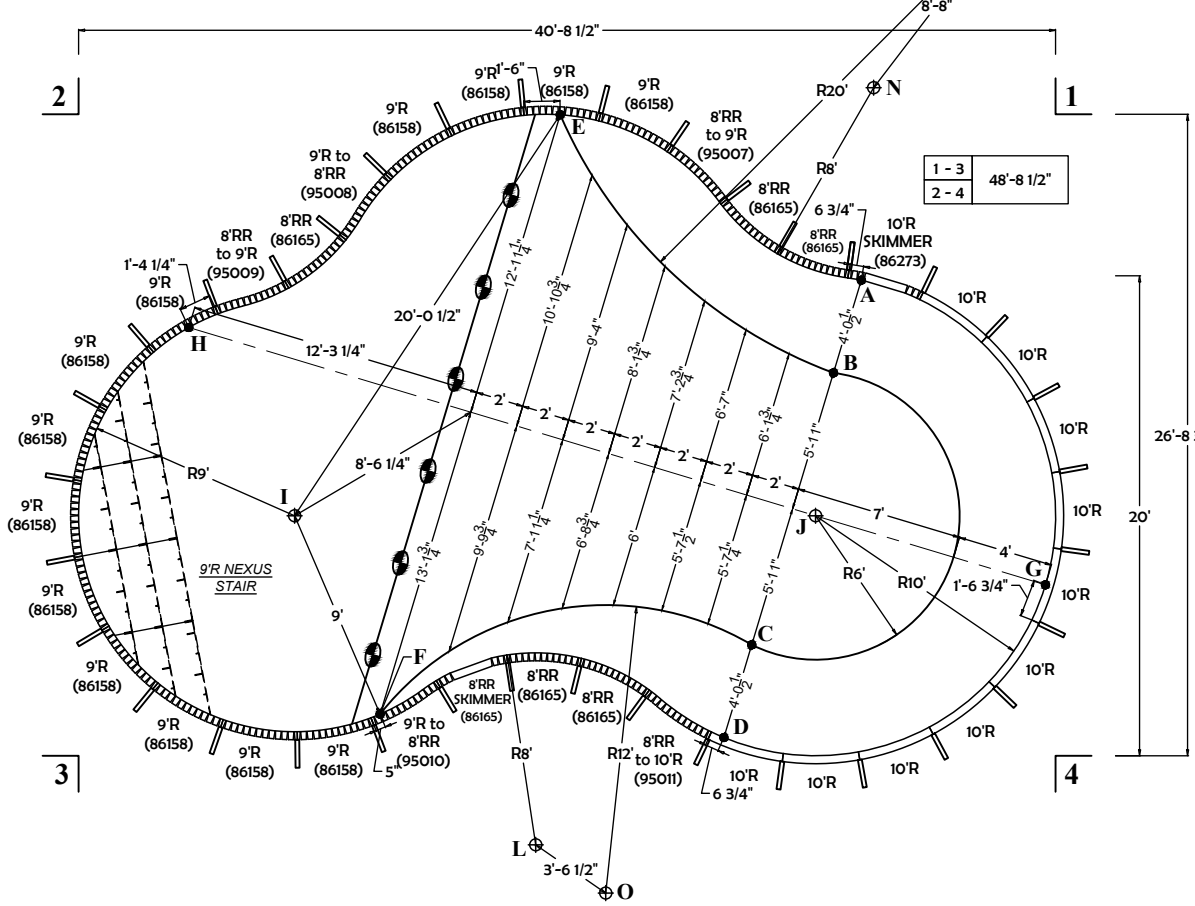 8'-8"
40'-8 1/2"
2
1
9'R
1'-6"
9'R
(86158)
(86158)
9'R
(86158)
9'R
(86158)
8'RR
to 9'R
(95007)
R20'
N
R8'
9'R to
8'RR
(95008)
E
8'RR
(86165)
1 - 3
2 - 4
48'-8 1/2"
6 3/4"
8'RR
(86165)
10'R
SKIMMER
(86273)
8'RR
(86165)
8'RR
to 9'R
(95009)
1'-4 1/4"
9'R
(86158)
H
A
10'R
12'-11 1/4"
10'-10 3/4"
9'-4"
8'-1 3/4"
7'-2 3/4"
6'-7"
6'-1 3/4"
4'-0 1/2"
20'-0 1/2"
12'-3 1/4"
B
5'-11"
2'
2'
2'
2'
2'
2'
2'
9'R
(86158)
9'R
(86158)
9'R
(86158)
9'R
(86158)
9'R
(86158)
9'R
(86158)
R9'
8'-6 1/4"
I
J
7'
4'
G
1'-6 3/4"
10'R
10'R
10'R
10'R
10'R
20'
R6'
R10'
13'-1 3/4"
9'-9 3/4"
7'-11 1/4"
6'-8 3/4"
6'
5'-7 1/2"
5'-7 1/4"
5'-11"
9'R NEXUS
STAIR
9'
F
C
4'-0 1/2"
D
9'R
(86158)
9'R
(86158)
9'R
(86158)
9'R to
8'RR
(95010)
5"
8'RR
SKIMMER
(86165)
8'RR
(86165)
8'RR
(86165)
8'RR
to 10'R
(95011)
6 3/4"
10'R
10'R
10'R
10'R
10'R
3
4
R8'
R12'
L
3'-6 1/2"
O